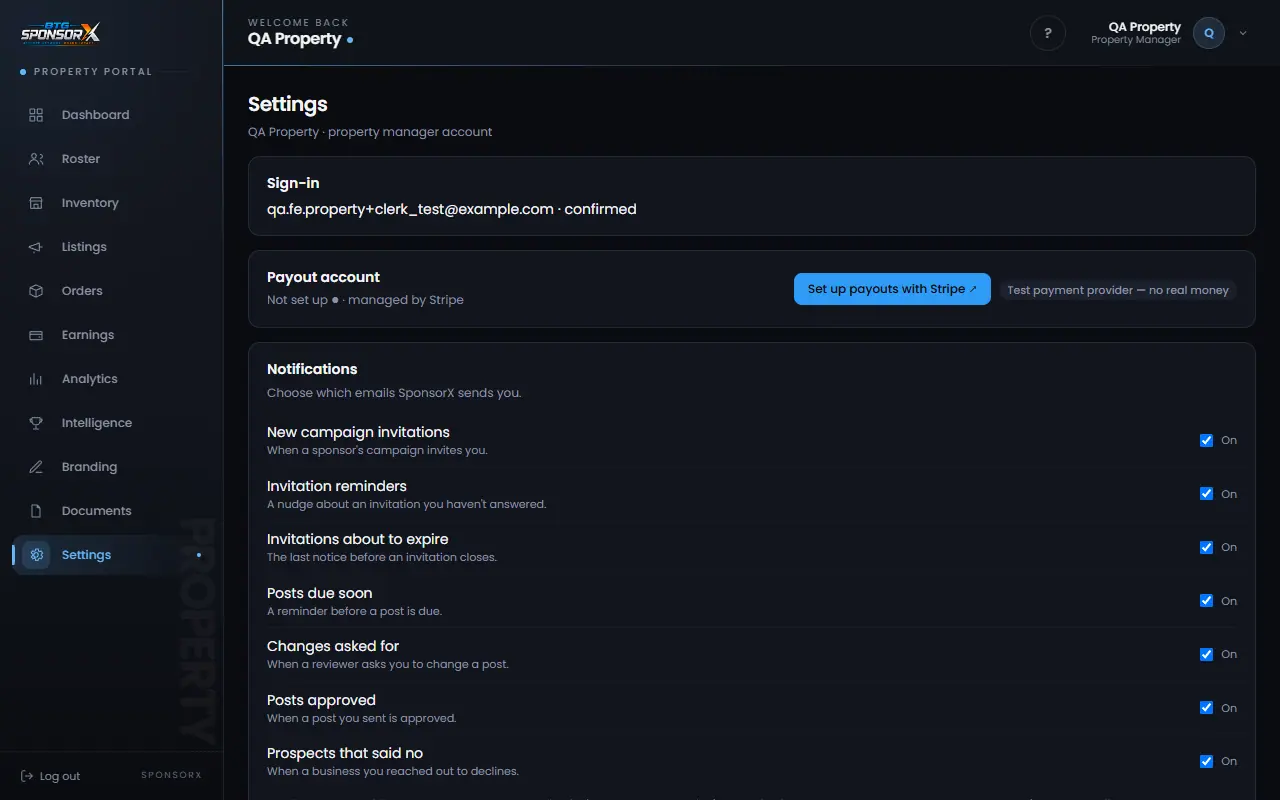 BTG
SPONSORX
PROPERTY PORTAL
Dashboard
Roster
Inventory
Listings
Orders
Earnings
Analytics
Intelligence
Branding
Documents
Settings
PROPERTY
Log out
SPONSORX
WELCOME BACK
QA Property
?
QA Property
Property Manager
Q
Settings
QA Property · property manager account
Sign-in
qa.fe.property+clerk_test@example.com · confirmed
Payout account
Not set up ● · managed by Stripe
Set up payouts with Stripe ↗
Test payment provider — no real money
Notifications
Choose which emails SponsorX sends you.
New campaign invitations
When a sponsor's campaign invites you.
On
Invitation reminders
A nudge about an invitation you haven't answered.
On
Invitations about to expire
The last notice before an invitation closes.
On
Posts due soon
A reminder before a post is due.
On
Changes asked for
When a reviewer asks you to change a post.
On
Posts approved
When a post you sent is approved.
On
Prospects that said no
When a business you reached out to declines.
On